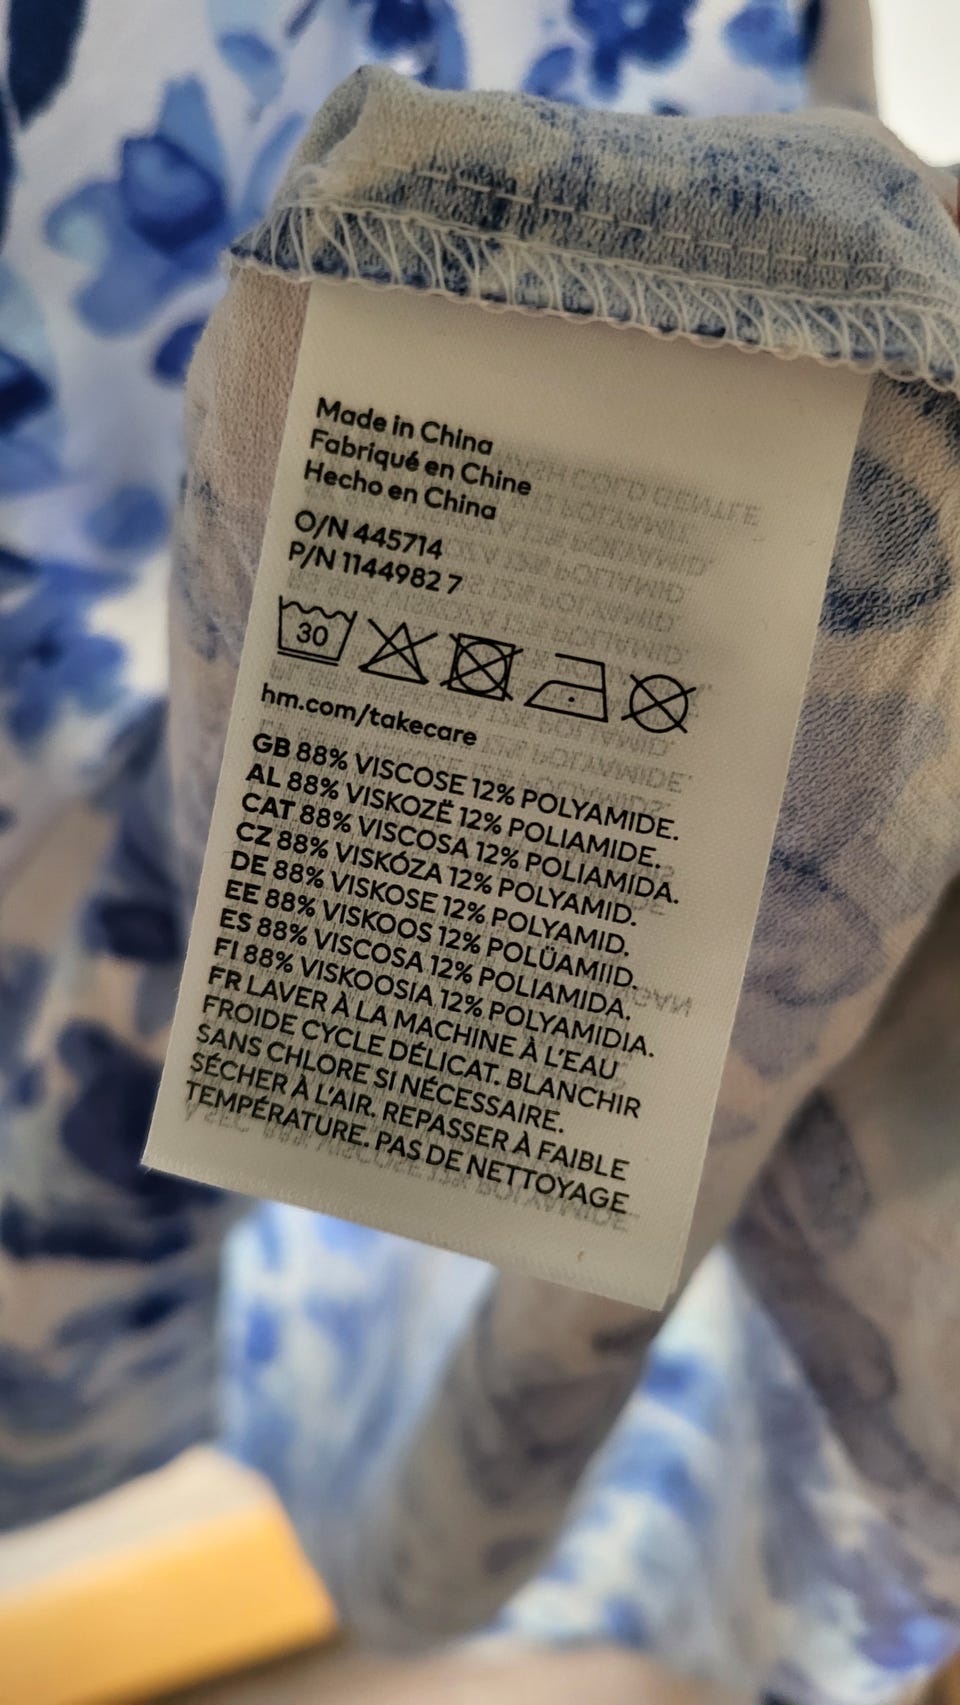 Made in China
Fabriqué en Chine
Hecho en China
O/N 445714
P/N 1144982 7
30
hm.com/takecare
GB 88% VISCOSE 12% POLYAMIDE.
AL 88% VISKOZË 12% POLIAMIDE.
CAT 88% VISCOSA 12% POLIAMIDA.
CZ 88% VISKÓZA 12% POLYAMID.
DE 88% VISKOSE 12% POLYAMID.
EE 88% VISKOOS 12% POLÜAMIID.
ES 88% VISCOSA 12% POLIAMIDA.
FI 88% VISKOOSIA 12% POLYAMIDIA.
FR LAVER À LA MACHINE À L'EAU
FROIDE CYCLE DÉLICAT. BLANCHIR
SANS CHLORE SI NÉCESSAIRE.
SÉCHER À L'AIR. REPASSER À FAIBLE
TEMPÉRATURE. PAS DE NETTOYAGE